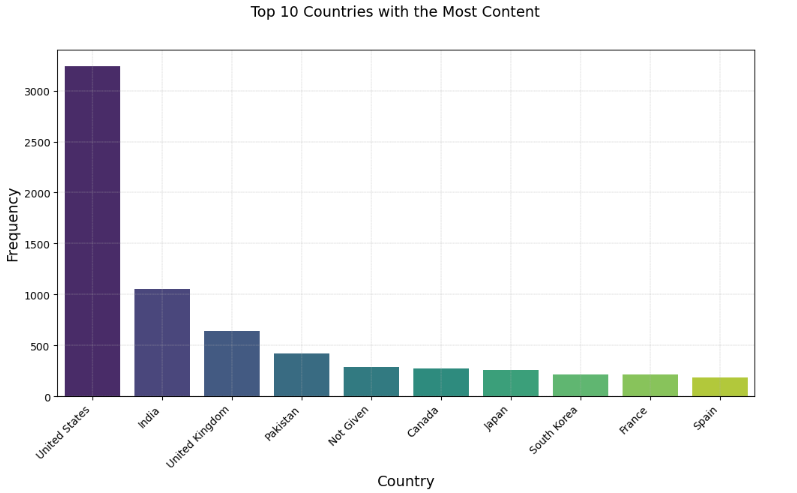 Top 10 Countries with the Most Content
Frequency
3000
2500
2000
1500
1000
500
0
United States
India
United Kingdom
Pakistan
Not Given
Canada
Japan
South Korea
France
Spain
Country